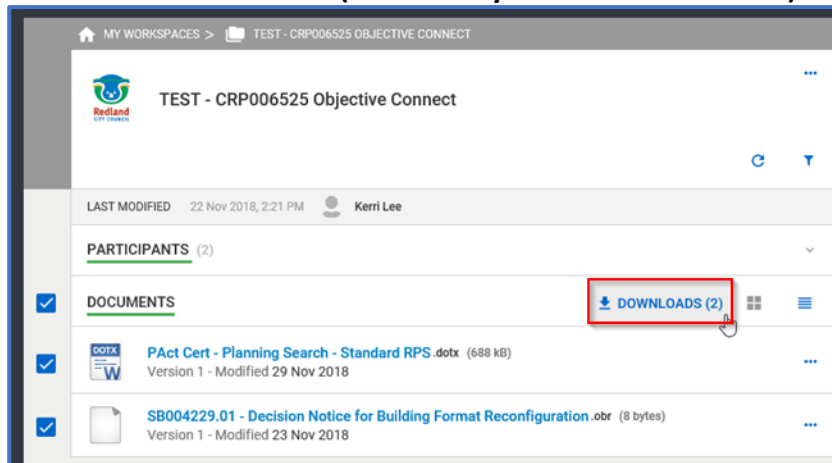 MY WORKSPACES > TEST - CRP006525 OBJECTIVE CONNECT
Redland
CITY COUNCIL
TEST - CRP006525 Objective Connect
LAST MODIFIED 22 Nov 2018, 2:21 PM Kerri Lee
PARTICIPANTS (2)
DOCUMENTS DOWNLOADS (2)
DOTX
W
PAct Cert - Planning Search - Standard RPS.dotx (688 kB)
Version 1 - Modified 29 Nov 2018
SB004229.01 - Decision Notice for Building Format Reconfiguration.obr (8 bytes)
Version 1 - Modified 23 Nov 2018